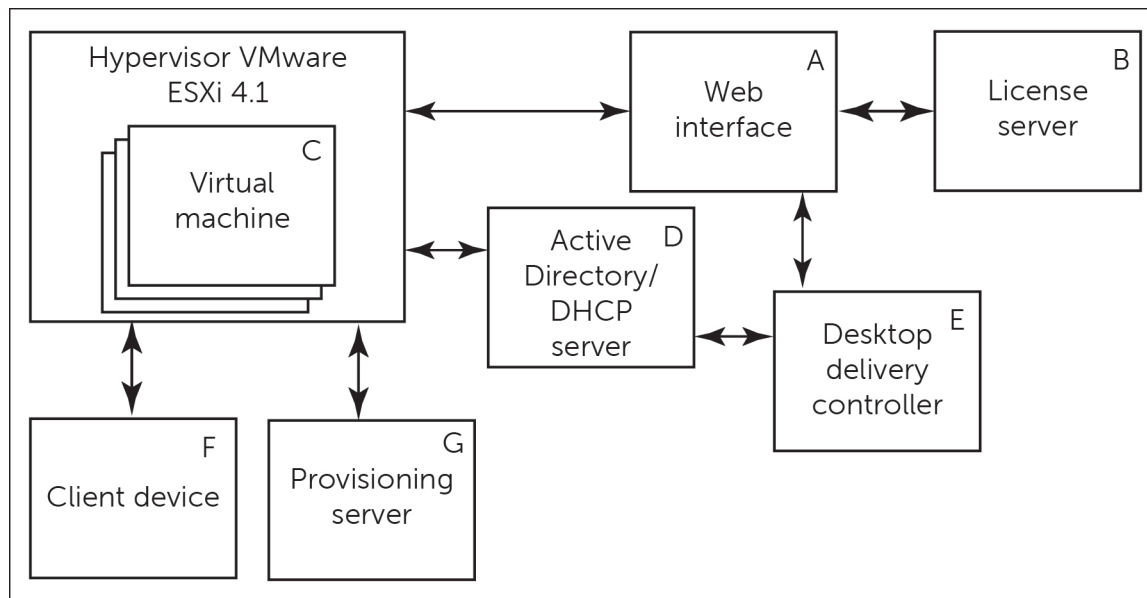 Hypervisor VMware
ESXi 4.1
C
Virtual
machine
A
Web
interface
B
License
server
D
Active
Directory/
DHCP
server
E
Desktop
delivery
controller
F
Client device
G
Provisioning
server